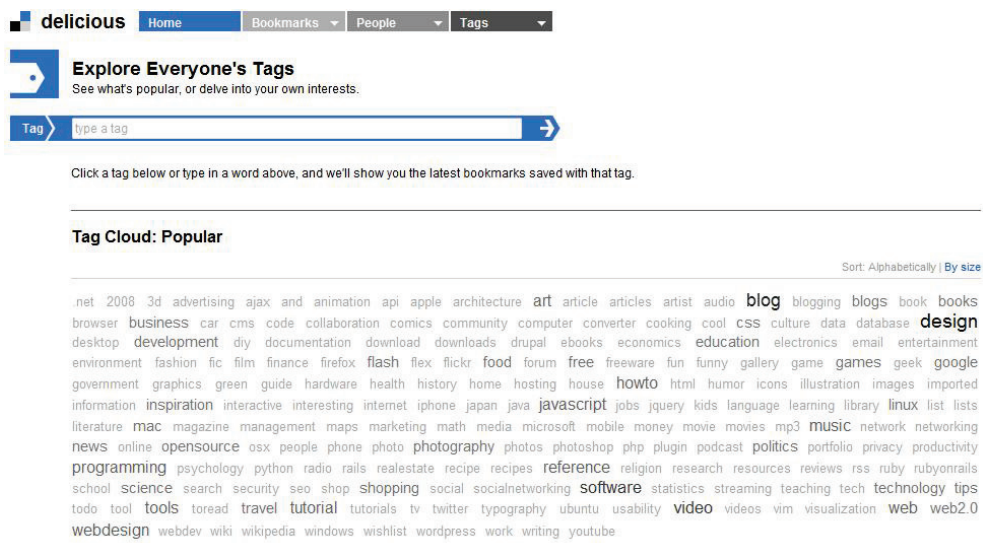 delicious Home Bookmarks People Tags
Explore Everyone's Tags
See what's popular, or delve into your own interests.
Tag type a tag
Click a tag below or type in a word above, and we'll show you the latest bookmarks saved with that tag.
Tag Cloud: Popular
Sort: Alphabetically | By size
.net 2008 3d advertising ajax and animation api apple architecture art article articles artist audio blog blogging blogs book books
browser business car cms code collaboration comics community computer converter cooking cool css culture data database design
desktop development diy documentation download downloads drupal ebooks economics education electronics email entertainment
environment fashion fic film finance firefox flash flex flickr food forum free freeware fun funny gallery game games geek google
government graphics green guide hardware health history home hosting house howto html humor icons illustration images imported
information inspiration interactive interesting internet iphone japan java javascript jobs jquery kids language learning library linux list lists
literature mac magazine management maps marketing math media microsoft mobile money movie movies mp3 music network networking
news online opensource osx people phone photo photography photos photoshop php plugin podcast politics portfolio privacy productivity
programming psychology python radio rails realestate recipe recipes reference religion research resources reviews rss ruby rubyonrails
school science search security seo shop shopping social socialnetworking software statistics streaming teaching tech technology tips
todo tool tools toread travel tutorial tutorials tv twitter typography ubuntu usability video videos vim visualization web web2.0
webdesign webdev wiki wikipedia windows wishlist wordpress work writing youtube